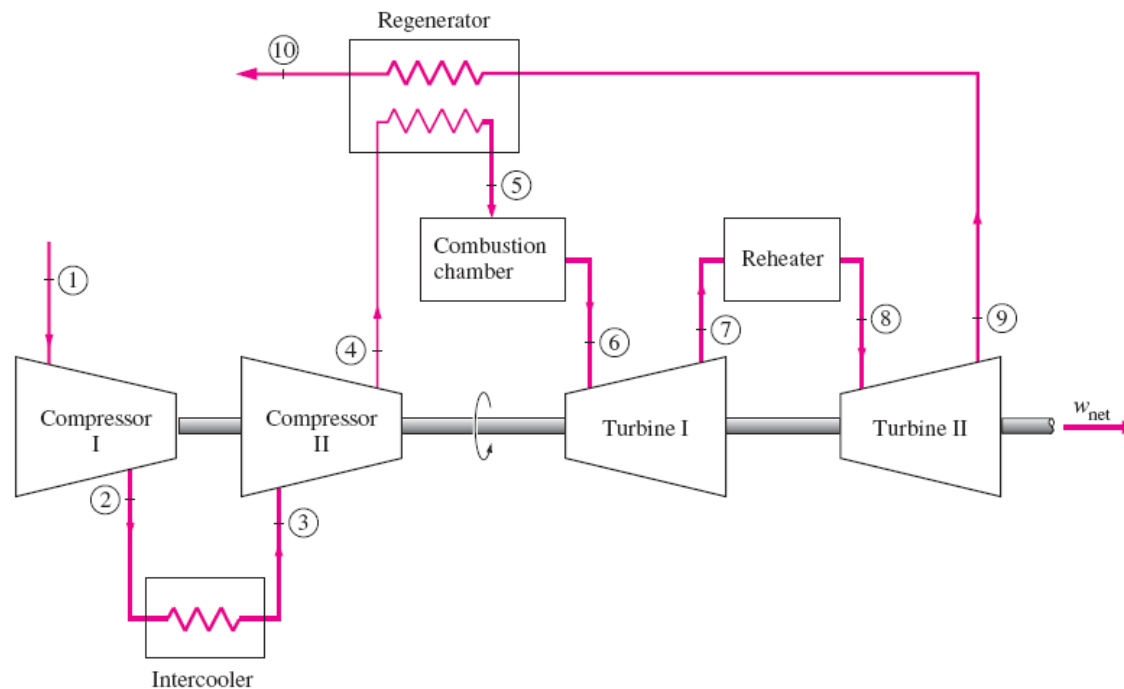 Regenerator
10
5
Combustion
chamber
Reheater
1
4
6
7
8
9
Compressor
I
Compressor
II
Turbine I
Turbine II
wnet
2
3
Intercooler